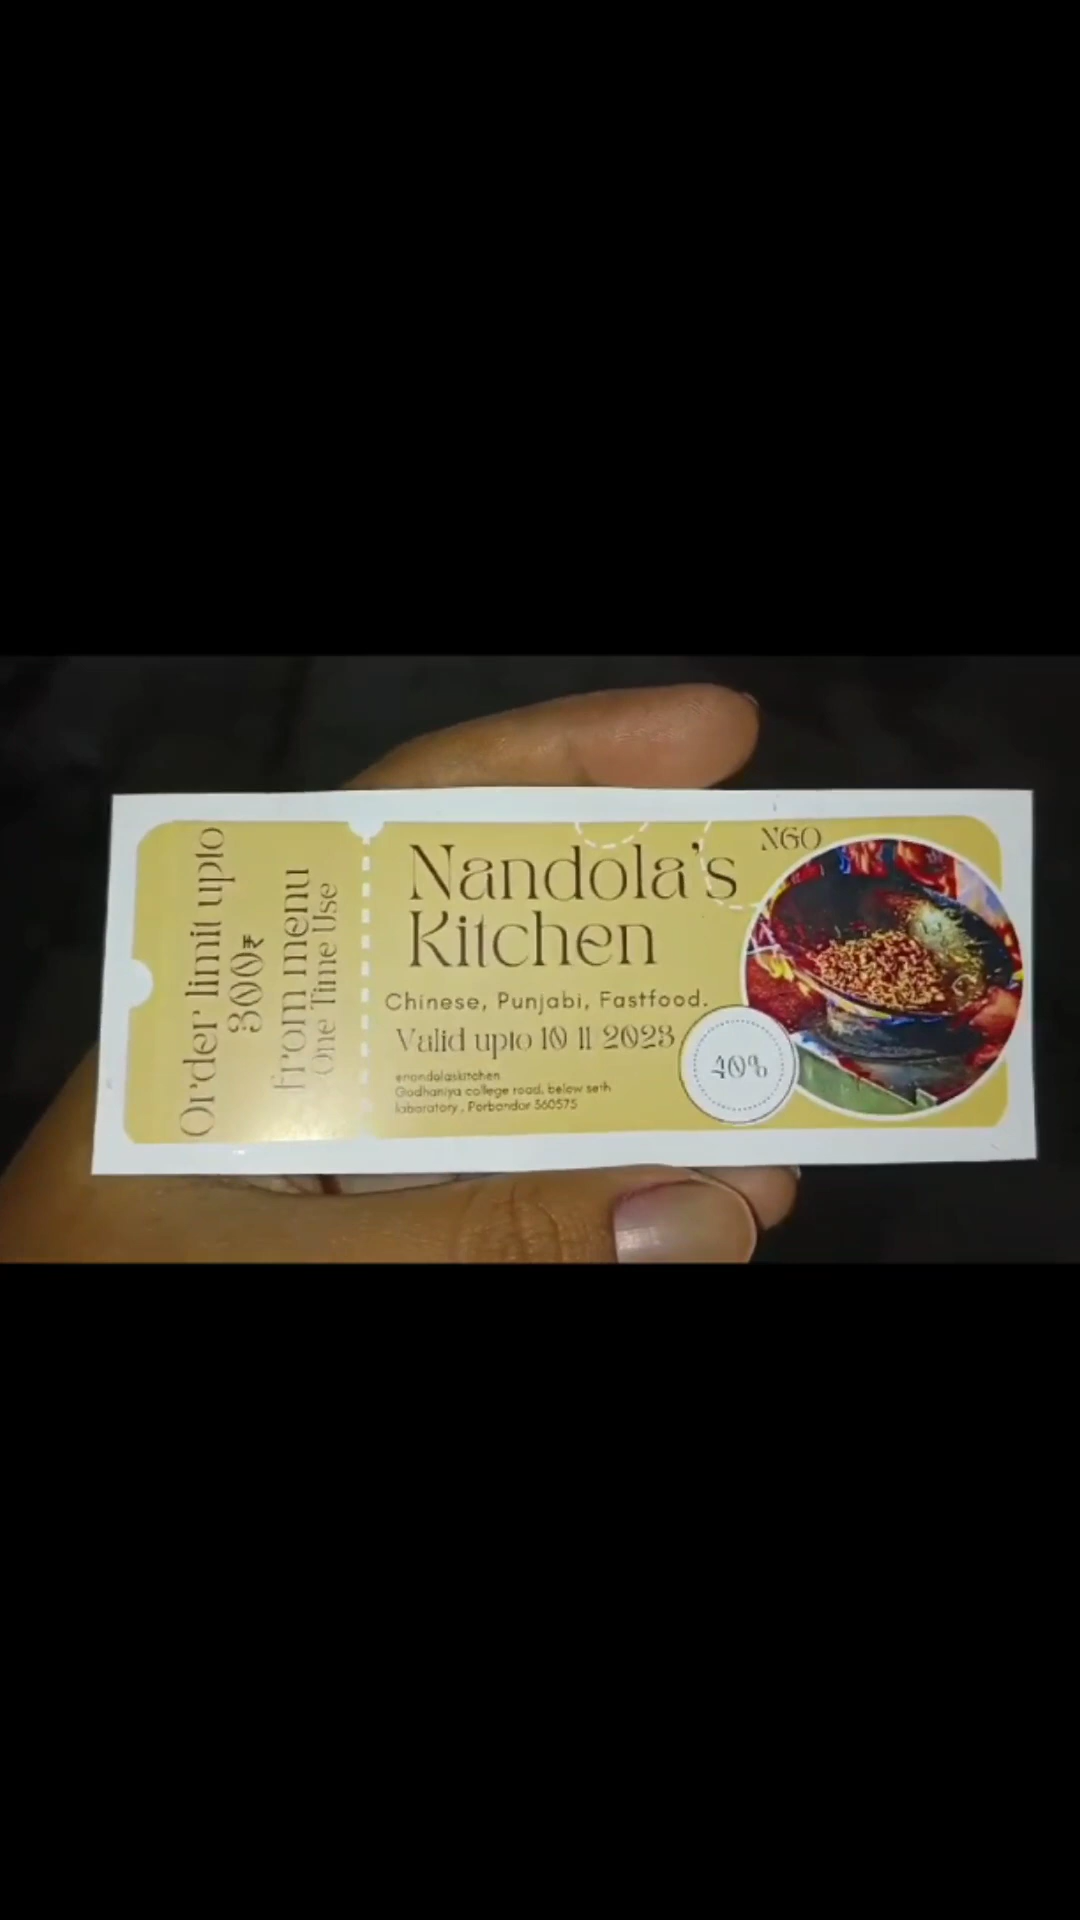 Order limit upto
300₹
From menu
One Time Use
Nandola's
Kitchen
NGO
Chinese, Punjabi, Fastfood.
Valid upto 10 11 2023
40%
Godhaniya college road, below seth
laboratory, Porbandar 360575